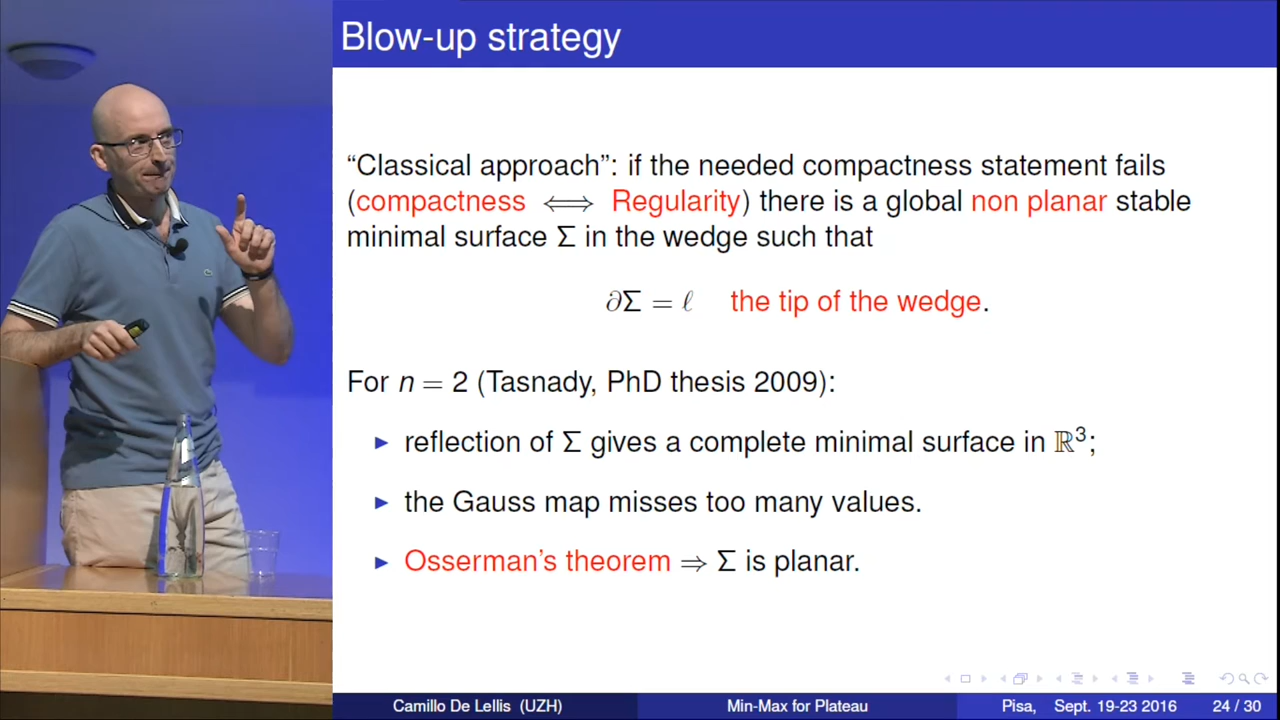 Blow-up strategy
“Classical approach”: if the needed compactness statement fails
(compactness ⟺ Regularity) there is a global non planar stable
minimal surface Σ in the wedge such that
∂Σ = ℓ the tip of the wedge.
For n = 2 (Tasnady, PhD thesis 2009):
▶ reflection of Σ gives a complete minimal surface in ℝ³;
▶ the Gauss map misses too many values.
▶ Osserman’s theorem ⇒ Σ is planar.
Camillo De Lellis (UZH) Min-Max for Plateau Pisa, Sept. 19-23 2016 24 / 30